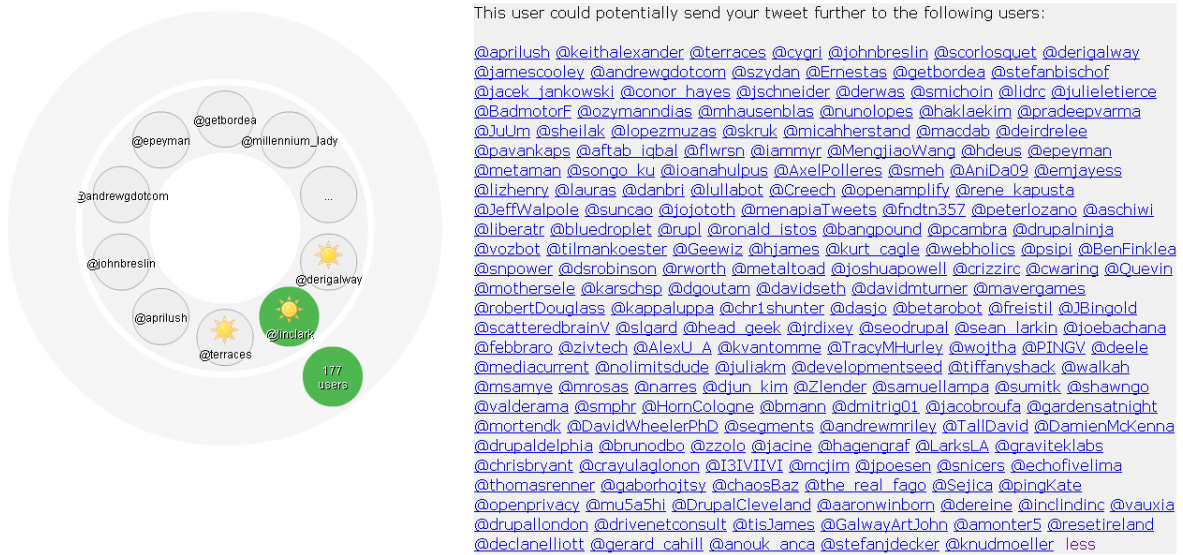 @getbordea
@epeyman
@millennium_lady
@andrewgdotcom
...
@johnbreslin
@derigalway
@aprilush
@linclark
@terraces
177
users
This user could potentially send your tweet further to the following users:
@aprilush @keithalexander @terraces @cygri @johnbreslin @scorlosquet @derigalway
@jamescooley @andrewgdotcom @szydan @Ernestas @getbordea @stefanbischof
@jacek_jankowski @conor_hayes @jschneider @derwas @smichoin @lidrc @julieletierce
@BadmotorF @ozymanndias @mhausenblas @nunolopes @haklaekim @pradeepvarma
@JuUm @sheilak @lopezmuzas @skruk @micahherstand @macdab @deirdrelee
@pavankaps @aftab_iqbal @flwrsn @iammyr @MengjiaoWang @hdeus @epeyman
@metaman @songo_ku @ioanahulpus @AxelPolleres @smeh @AniDa09 @emjayess
@lizhenry @lauras @danbri @lullabot @Creech @openamplify @rene_kapusta
@JeffWalpole @suncao @jojototh @menapiaTweets @fndtn357 @peterlozano @aschiwi
@liberatr @bluedroplet @rupl @ronald_istos @bangpound @pcambra @drupalninja
@vozbot @tilmankoester @Geewiz @hjames @kurt_cagle @webholics @psipi @BenFinklea
@snpower @dsrobinson @rworth @metaltoad @joshuapowell @crizzirc @cwaring @Quevin
@mothersele @karschsp @dgoutam @davidseth @davidmturner @mavergames
@robertDouglass @kappaluppa @chr1shunter @dasjo @betarobot @freistil @JBingold
@scatteredbrainV @slgard @head_geek @jrdixey @seodrupal @sean_larkin @joebachana
@febbraro @zivtech @AlexU_A @kvantomme @TracyMHurley @wojtha @PINGV @deele
@mediacurrent @nolimitsdude @juliakm @developmentseed @tiffanyshack @walkah
@msamye @mrosas @narres @djun_kim @Zlender @samuellampa @sumitk @shawngo
@valderama @smphr @HornCologne @bmann @dmitrig01 @jacobroufa @gardensatnight
@mortendk @DavidWheelerPhD @segments @andrewmriley @TallDavid @DamienMcKenna
@drupaldelphia @brunodbo @zzolo @jacine @hagengraf @LarksLA @graviteklabs
@chrisbryant @crayulaglonon @I3IVIIVI @mcjim @jpoesen @snicers @echofivelima
@thomasrenner @gaborhojtsy @chaosBaz @the_real_fago @Sejica @pingKate
@openprivacy @mu5a5hi @DrupalCleveland @aaronwinborn @dereine @inclindinc @vauxia
@drupallondon @drivenetconsult @tisJames @GalwayArtJohn @amonter5 @resetireland
@declanelliott @gerard_cahill @anouk_anca @stefanjdecker @knudmoeller less